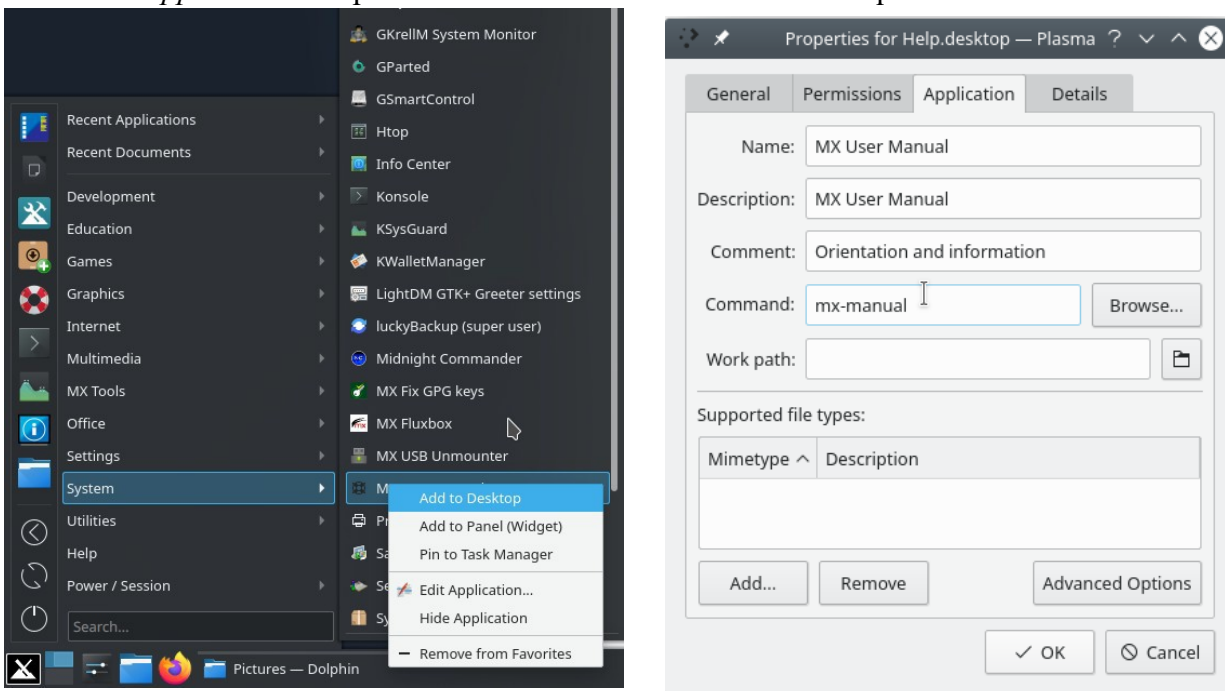 GKrellM System Monitor
GParted
GSmartControl
Htop
Info Center
Konsole
KSysGuard
KWalletManager
LightDM GTK+ Greeter settings
luckyBackup (super user)
Midnight Commander
MX Fix GPG keys
MX Fluxbox
MX USB Unmounter
Recent Applications
Recent Documents
Development
Education
Games
Graphics
Internet
Multimedia
MX Tools
Office
Settings
System
Utilities
Help
Power / Session
Search...
Add to Desktop
Add to Panel (Widget)
Pin to Task Manager
Edit Application...
Hide Application
Remove from Favorites
Pictures — Dolphin
Properties for Help.desktop — Plasma
General Permissions Application Details
Name: MX User Manual
Description: MX User Manual
Comment: Orientation and information
Command: mx-manual Browse...
Work path:
Supported file types:
Mimetype Description
Add... Remove Advanced Options
OK Cancel